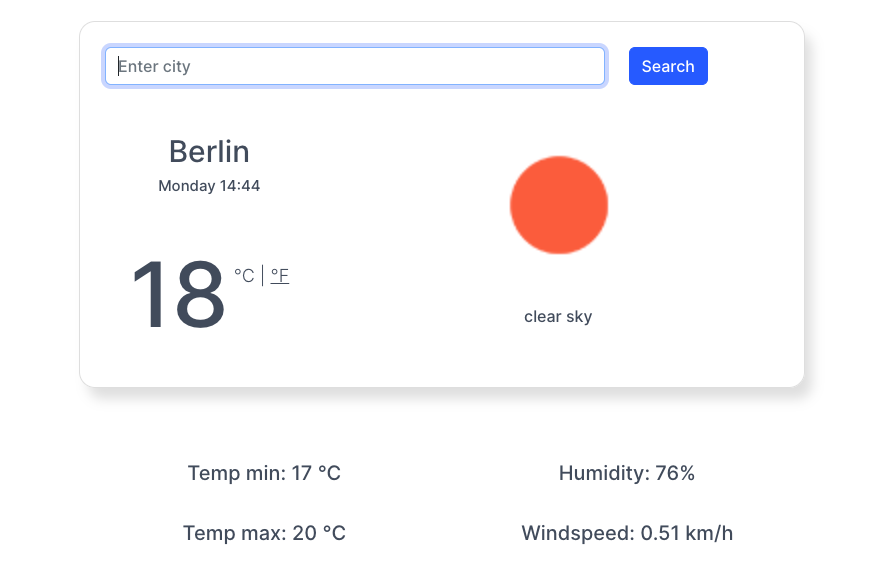 Enter city
Search
Berlin
Monday 14:44
18 °C | °F
clear sky
Temp min: 17 °C
Humidity: 76%
Temp max: 20 °C
Windspeed: 0.51 km/h